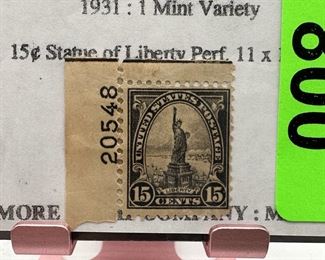 1931 : 1 Mint Variety
15¢ Statue of Liberty Perf. 11 x
008
20548
UNITED STATES POSTAGE
LIBERTY
15 CENTS 15
MORE COMPANY : M